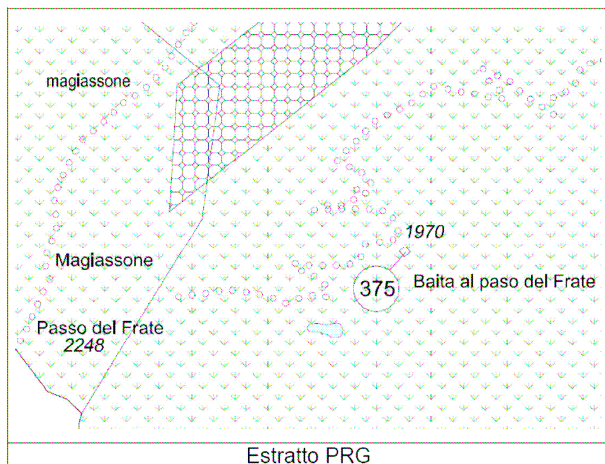 magiassone
1970
Magiassone
375
Baita al paso del Frate
Passo del Frate
2248
Estratto PRG